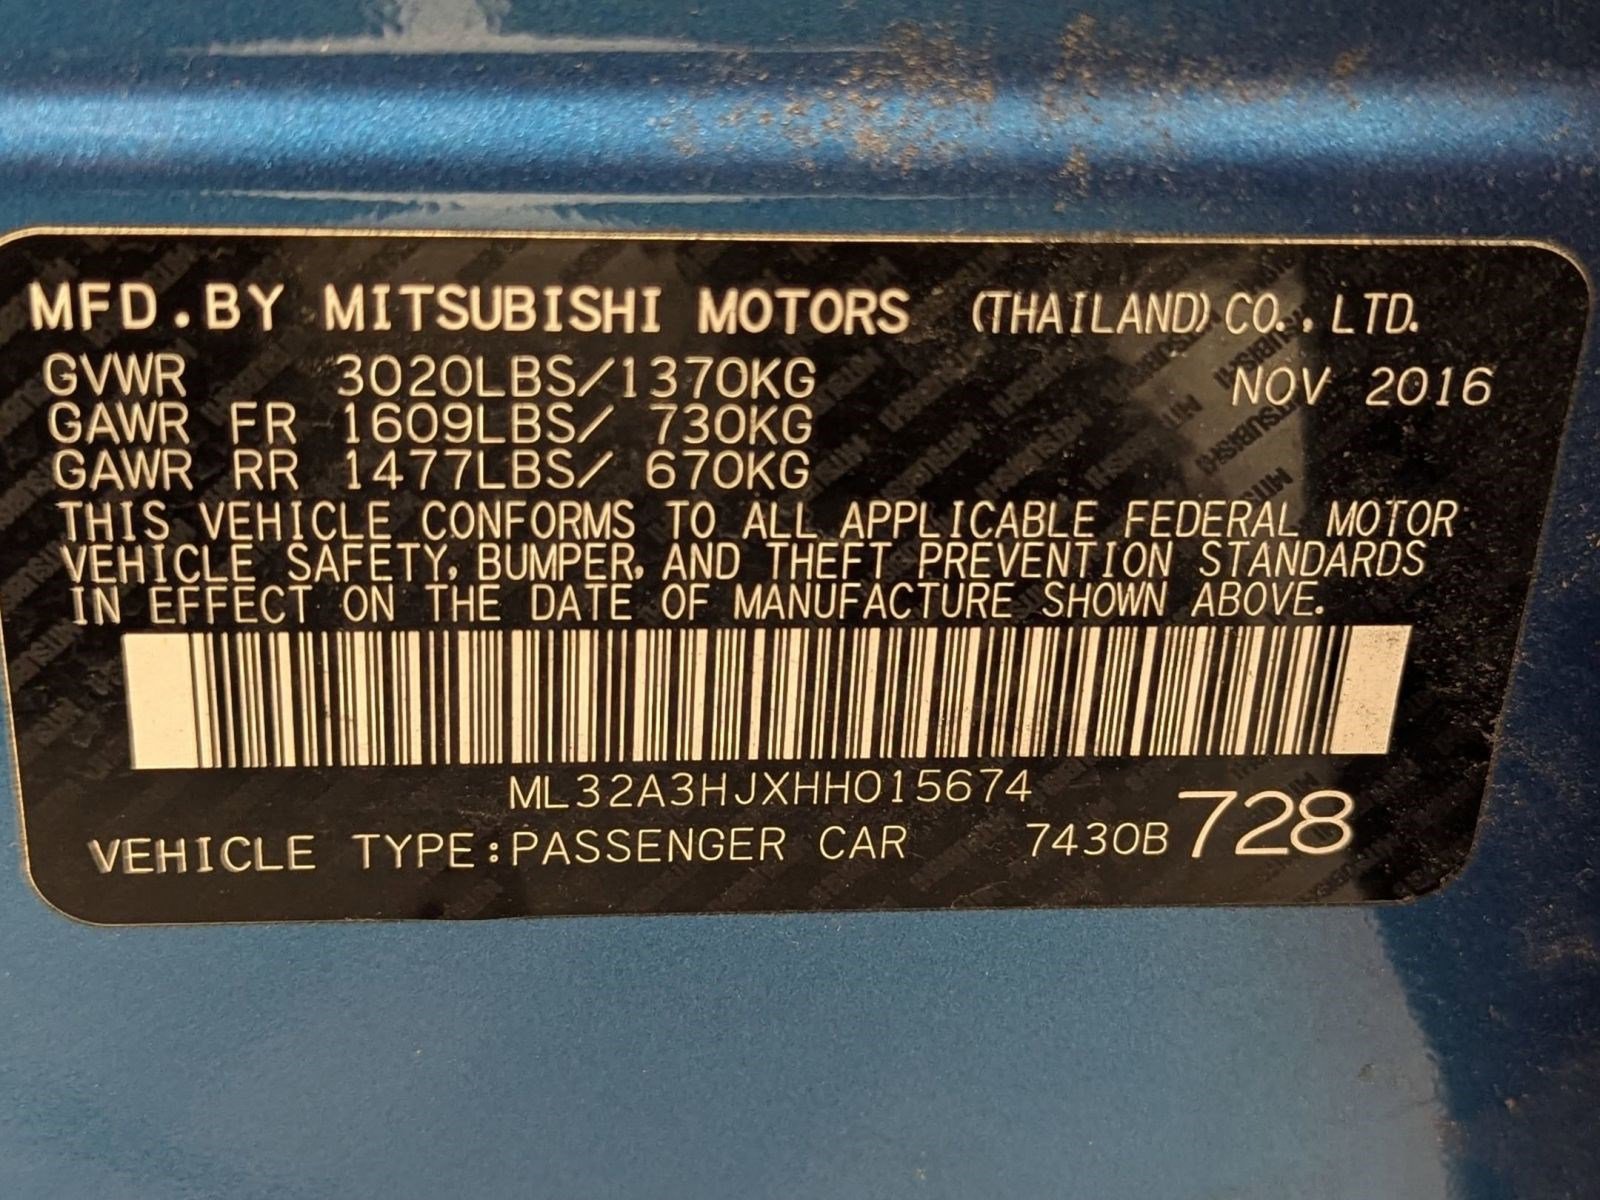 MFD.BY MITSUBISHI MOTORS (THAILAND) CO.,LTD.
GVWR 3020LBS/1370KG NOV 2016
GAWR FR 1609LBS/ 730KG
GAWR RR 1477LBS/ 670KG
THIS VEHICLE CONFORMS TO ALL APPLICABLE FEDERAL MOTOR
VEHICLE SAFETY, BUMPER, AND THEFT PREVENTION STANDARDS
IN EFFECT ON THE DATE OF MANUFACTURE SHOWN ABOVE.
ML32A3HJXHH015674
VEHICLE TYPE:PASSENGER CAR 7430B 728